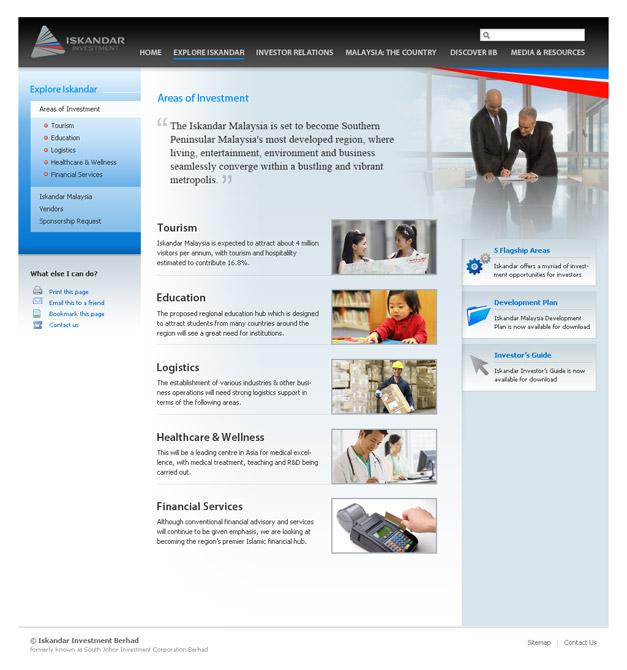 ISKANDAR
INVESTMENT
HOME EXPLORE ISKANDAR INVESTOR RELATIONS MALAYSIA: THE COUNTRY DISCOVER IIB MEDIA & RESOURCES
Explore Iskandar
Areas of Investment
Tourism
Education
Logistics
Healthcare & Wellness
Financial Services
Iskandar Malaysia
Vendors
Sponsorship Request
What else I can do?
Print this page
Email this to a friend
Bookmark this page
Contact us
Areas of Investment
“ The Iskandar Malaysia is set to become Southern
Peninsular Malaysia's most developed region, where
living, entertainment, environment and business
seamlessly converge within a bustling and vibrant
metropolis. ”
Tourism
Iskandar Malaysia is expected to attract about 4 million
visitors per annum, with tourism and hospitality
estimated to contribute 16.8%.
Education
The proposed regional education hub which is designed
to attract students from many countries around the
region will see a great need for institutions.
Logistics
The establishment of various industries & other busi-
ness operations will need strong logistics support in
terms of the following areas.
Healthcare & Wellness
This will be a leading centre in Asia for medical excel-
lence, with medical treatment, teaching and R&D being
carried out.
Financial Services
Although conventional financial advisory and services
will continue to be given emphasis, we are looking at
becoming the region's premier Islamic financial hub.
5 Flagship Areas
Iskandar offers a myriad of invest-
ment opportunities for investors
Development Plan
Iskandar Malaysia Development
Plan is now available for download
Investor's Guide
Iskandar Investor's Guide is now
available for download
© Iskandar Investment Berhad
formerly known as South Johor Investment Corporation Berhad
Sitemap | Contact Us